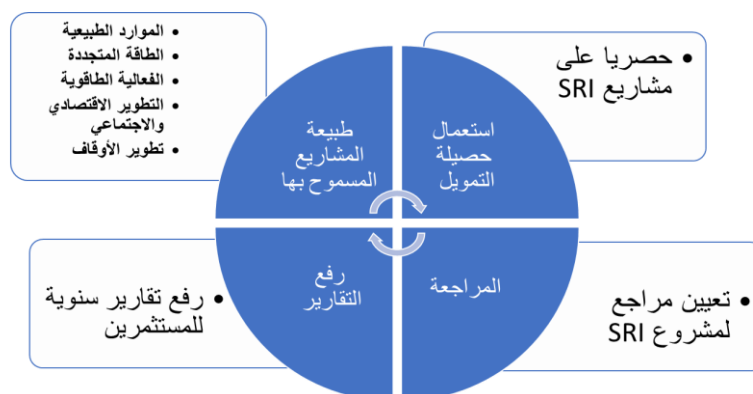 حصريا على
مشاريع SRI
استعمال
حصيلة
التمويل
الموارد الطبيعية
الطاقة المتجددة
الفعالية الطاقوية
التطوير الاقتصادي
والاجتماعي
تطوير الأوقاف
طبيعة
المشاريع
المسموح بها
تعيين مراجع
لمشروع SRI
المراجعة
رفع
التقارير
رفع تقارير سنوية
للمستثمرين